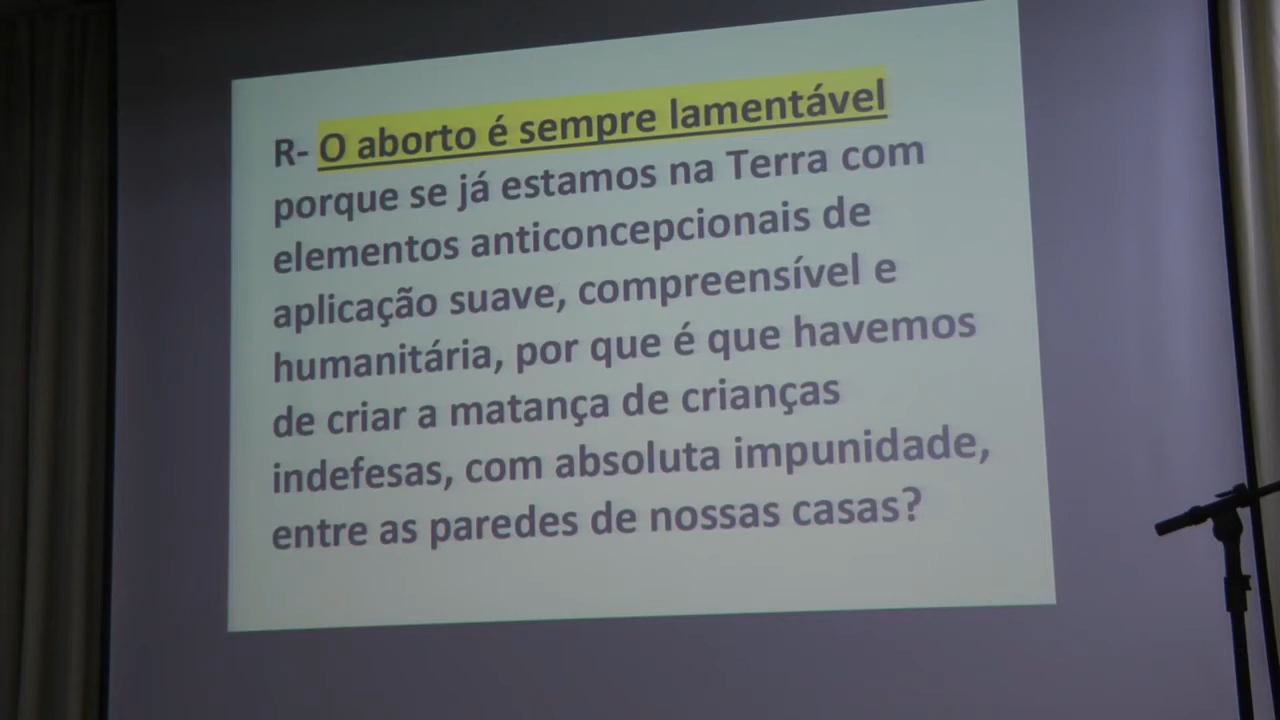 R- O aborto é sempre lamentável
porque se já estamos na Terra com
elementos anticoncepcionais de
aplicação suave, compreensível e
humanitária, por que é que havemos
de criar a matança de crianças
indefesas, com absoluta impunidade,
entre as paredes de nossas casas?